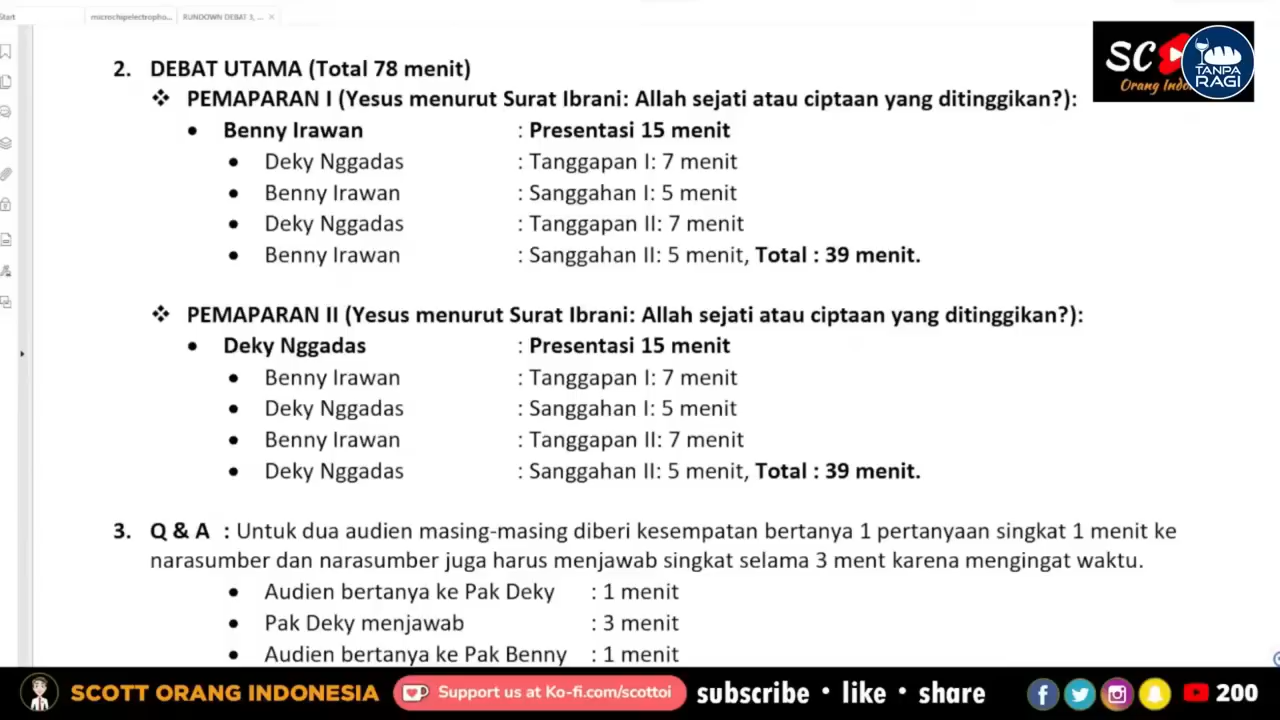 Start
microchipelectropho...
RUNDOWN DEBAT 3, ...
SC
Orang Indo
TANPA
RAGI
2. DEBAT UTAMA (Total 78 menit)
❖ PEMAPARAN I (Yesus menurut Surat Ibrani: Allah sejati atau ciptaan yang ditinggikan?):
• Benny Irawan : Presentasi 15 menit
• Deky Nggadas : Tanggapan I: 7 menit
• Benny Irawan : Sanggahan I: 5 menit
• Deky Nggadas : Tanggapan II: 7 menit
• Benny Irawan : Sanggahan II: 5 menit, Total : 39 menit.
❖ PEMAPARAN II (Yesus menurut Surat Ibrani: Allah sejati atau ciptaan yang ditinggikan?):
• Deky Nggadas : Presentasi 15 menit
• Benny Irawan : Tanggapan I: 7 menit
• Deky Nggadas : Sanggahan I: 5 menit
• Benny Irawan : Tanggapan II: 7 menit
• Deky Nggadas : Sanggahan II: 5 menit, Total : 39 menit.
3. Q & A : Untuk dua audien masing-masing diberi kesempatan bertanya 1 pertanyaan singkat 1 menit ke
narasumber dan narasumber juga harus menjawab singkat selama 3 ment karena mengingat waktu.
• Audien bertanya ke Pak Deky : 1 menit
• Pak Deky menjawab : 3 menit
• Audien bertanya ke Pak Benny : 1 menit
SCOTT ORANG INDONESIA Support us at Ko-fi.com/scottoi subscribe • like • share 200